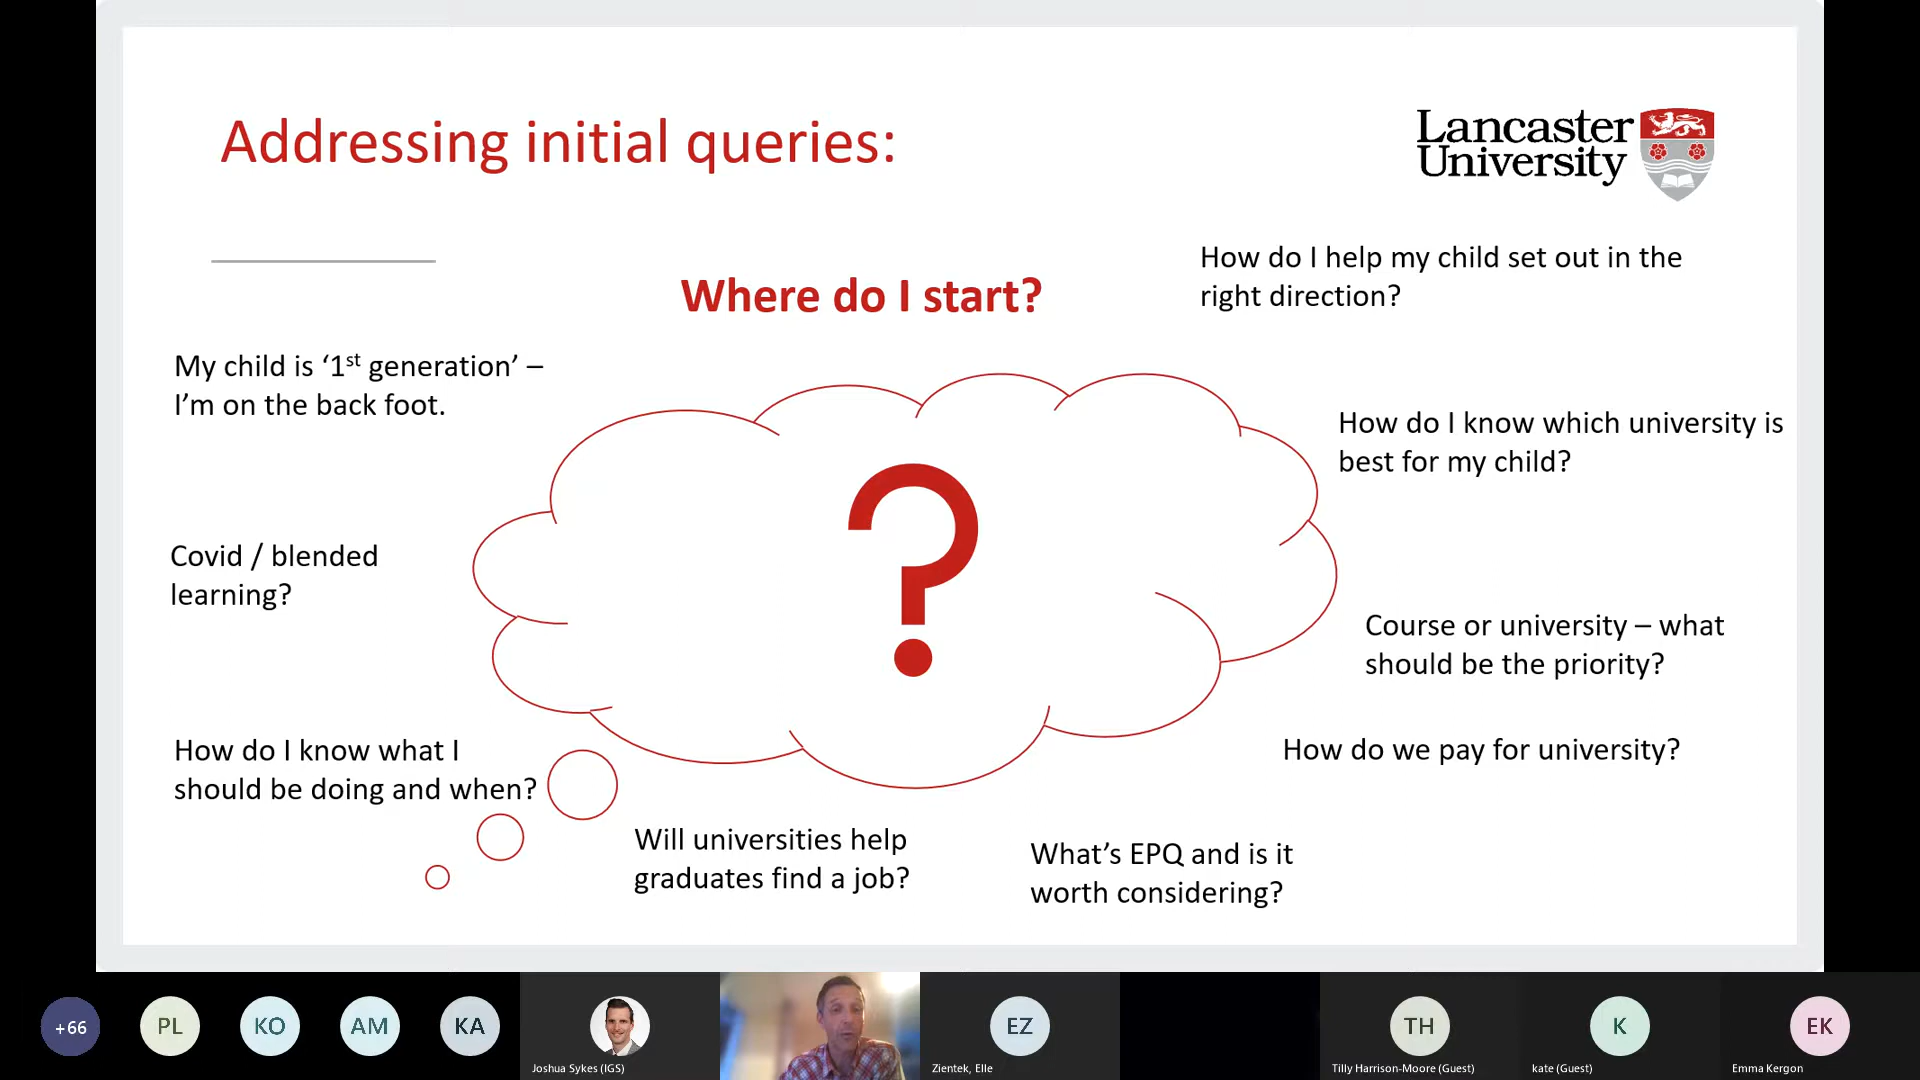 Addressing initial queries:
Lancaster
University
Where do I start?
How do I help my child set out in the
right direction?
My child is ‘1st generation’ –
I’m on the back foot.
How do I know which university is
best for my child?
Covid / blended
learning?
Course or university – what
should be the priority?
How do I know what I
should be doing and when?
How do we pay for university?
Will universities help
graduates find a job?
What’s EPQ and is it
worth considering?
?
+66
PL
KO
AM
KA
Joshua Sykes (IGS)
EZ
Zientek, Elle
TH
Tilly Harrison-Moore (Guest)
K
kate (Guest)
EK
Emma Kergon